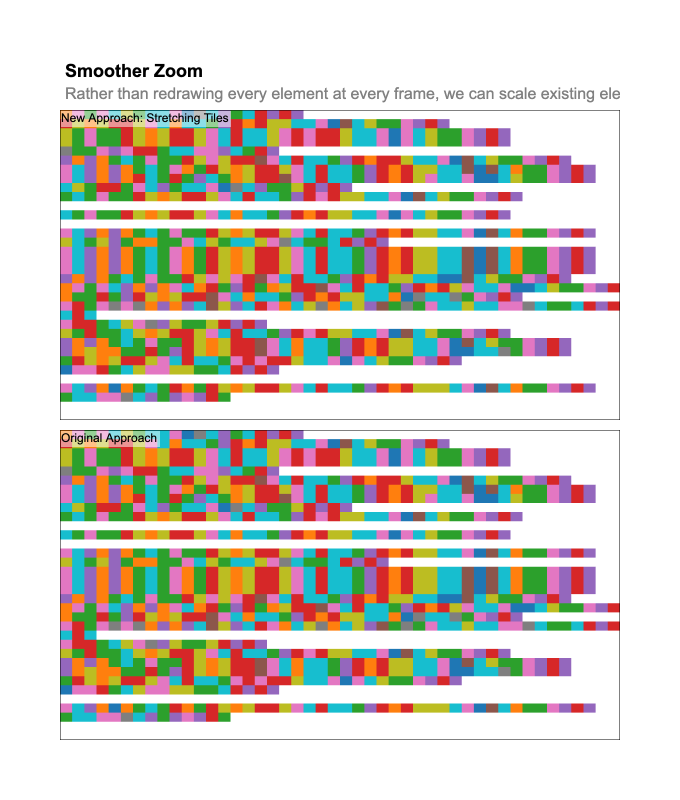 Smoother Zoom
Rather than redrawing every element at every frame, we can scale existing ele
New Approach: Stretching Tiles
Original Approach